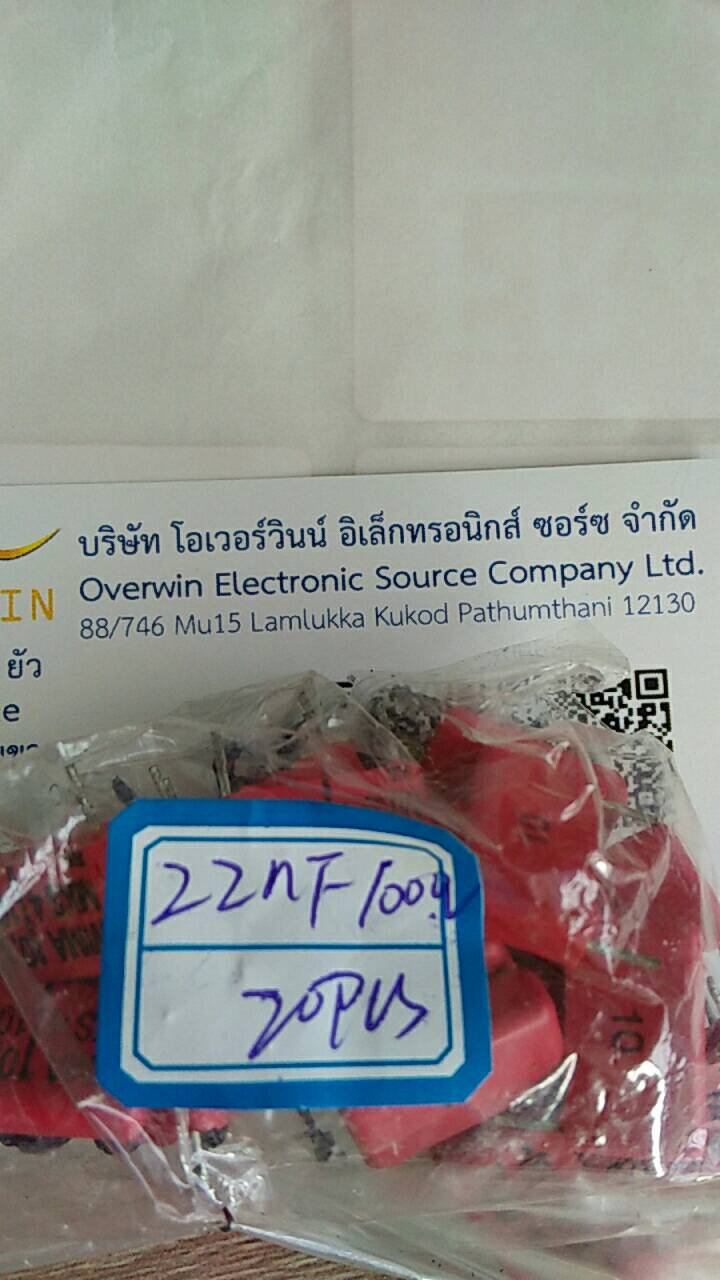 บริษัท โอเวอร์วินน์ อิเล็กทรอนิกส์ ซอร์ซ จำกัด
Overwin Electronic Source Company Ltd.
88/746 Mu15 Lamlukka Kukod Pathumthani 12130
IN
ยัว
e
22nF
20PCS
10